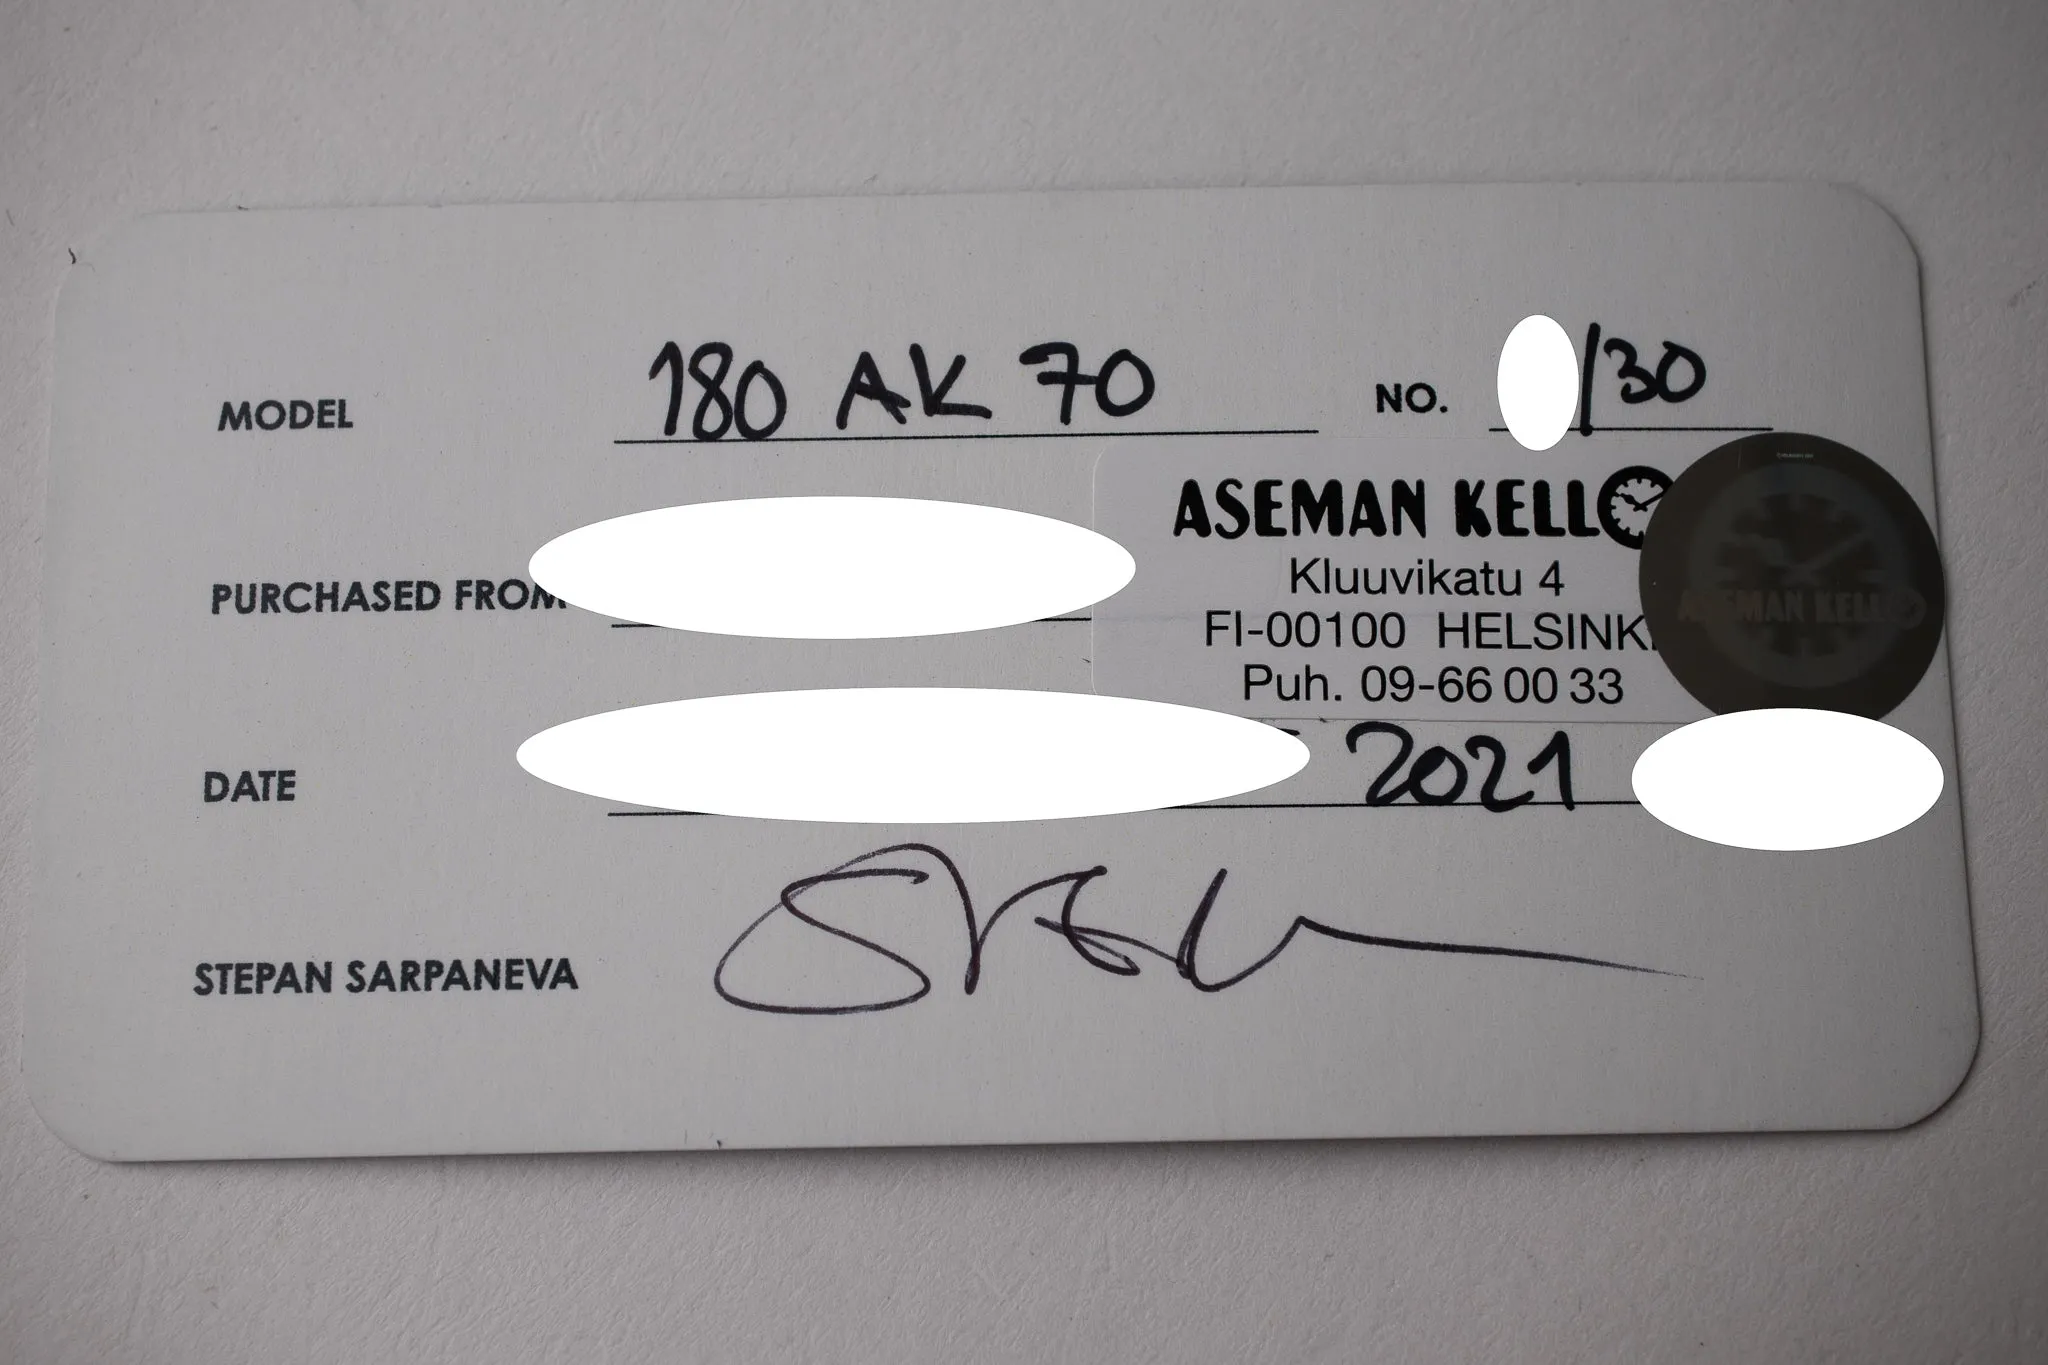 MODEL 180 AK 70 NO. /30
ASEMAN KELLO
Kluuvikatu 4
PURCHASED FROM
FI-00100 HELSINKI
Puh. 09-66 00 33
DATE 2021
STEPAN SARPANEVA
ASEMAN KELLO